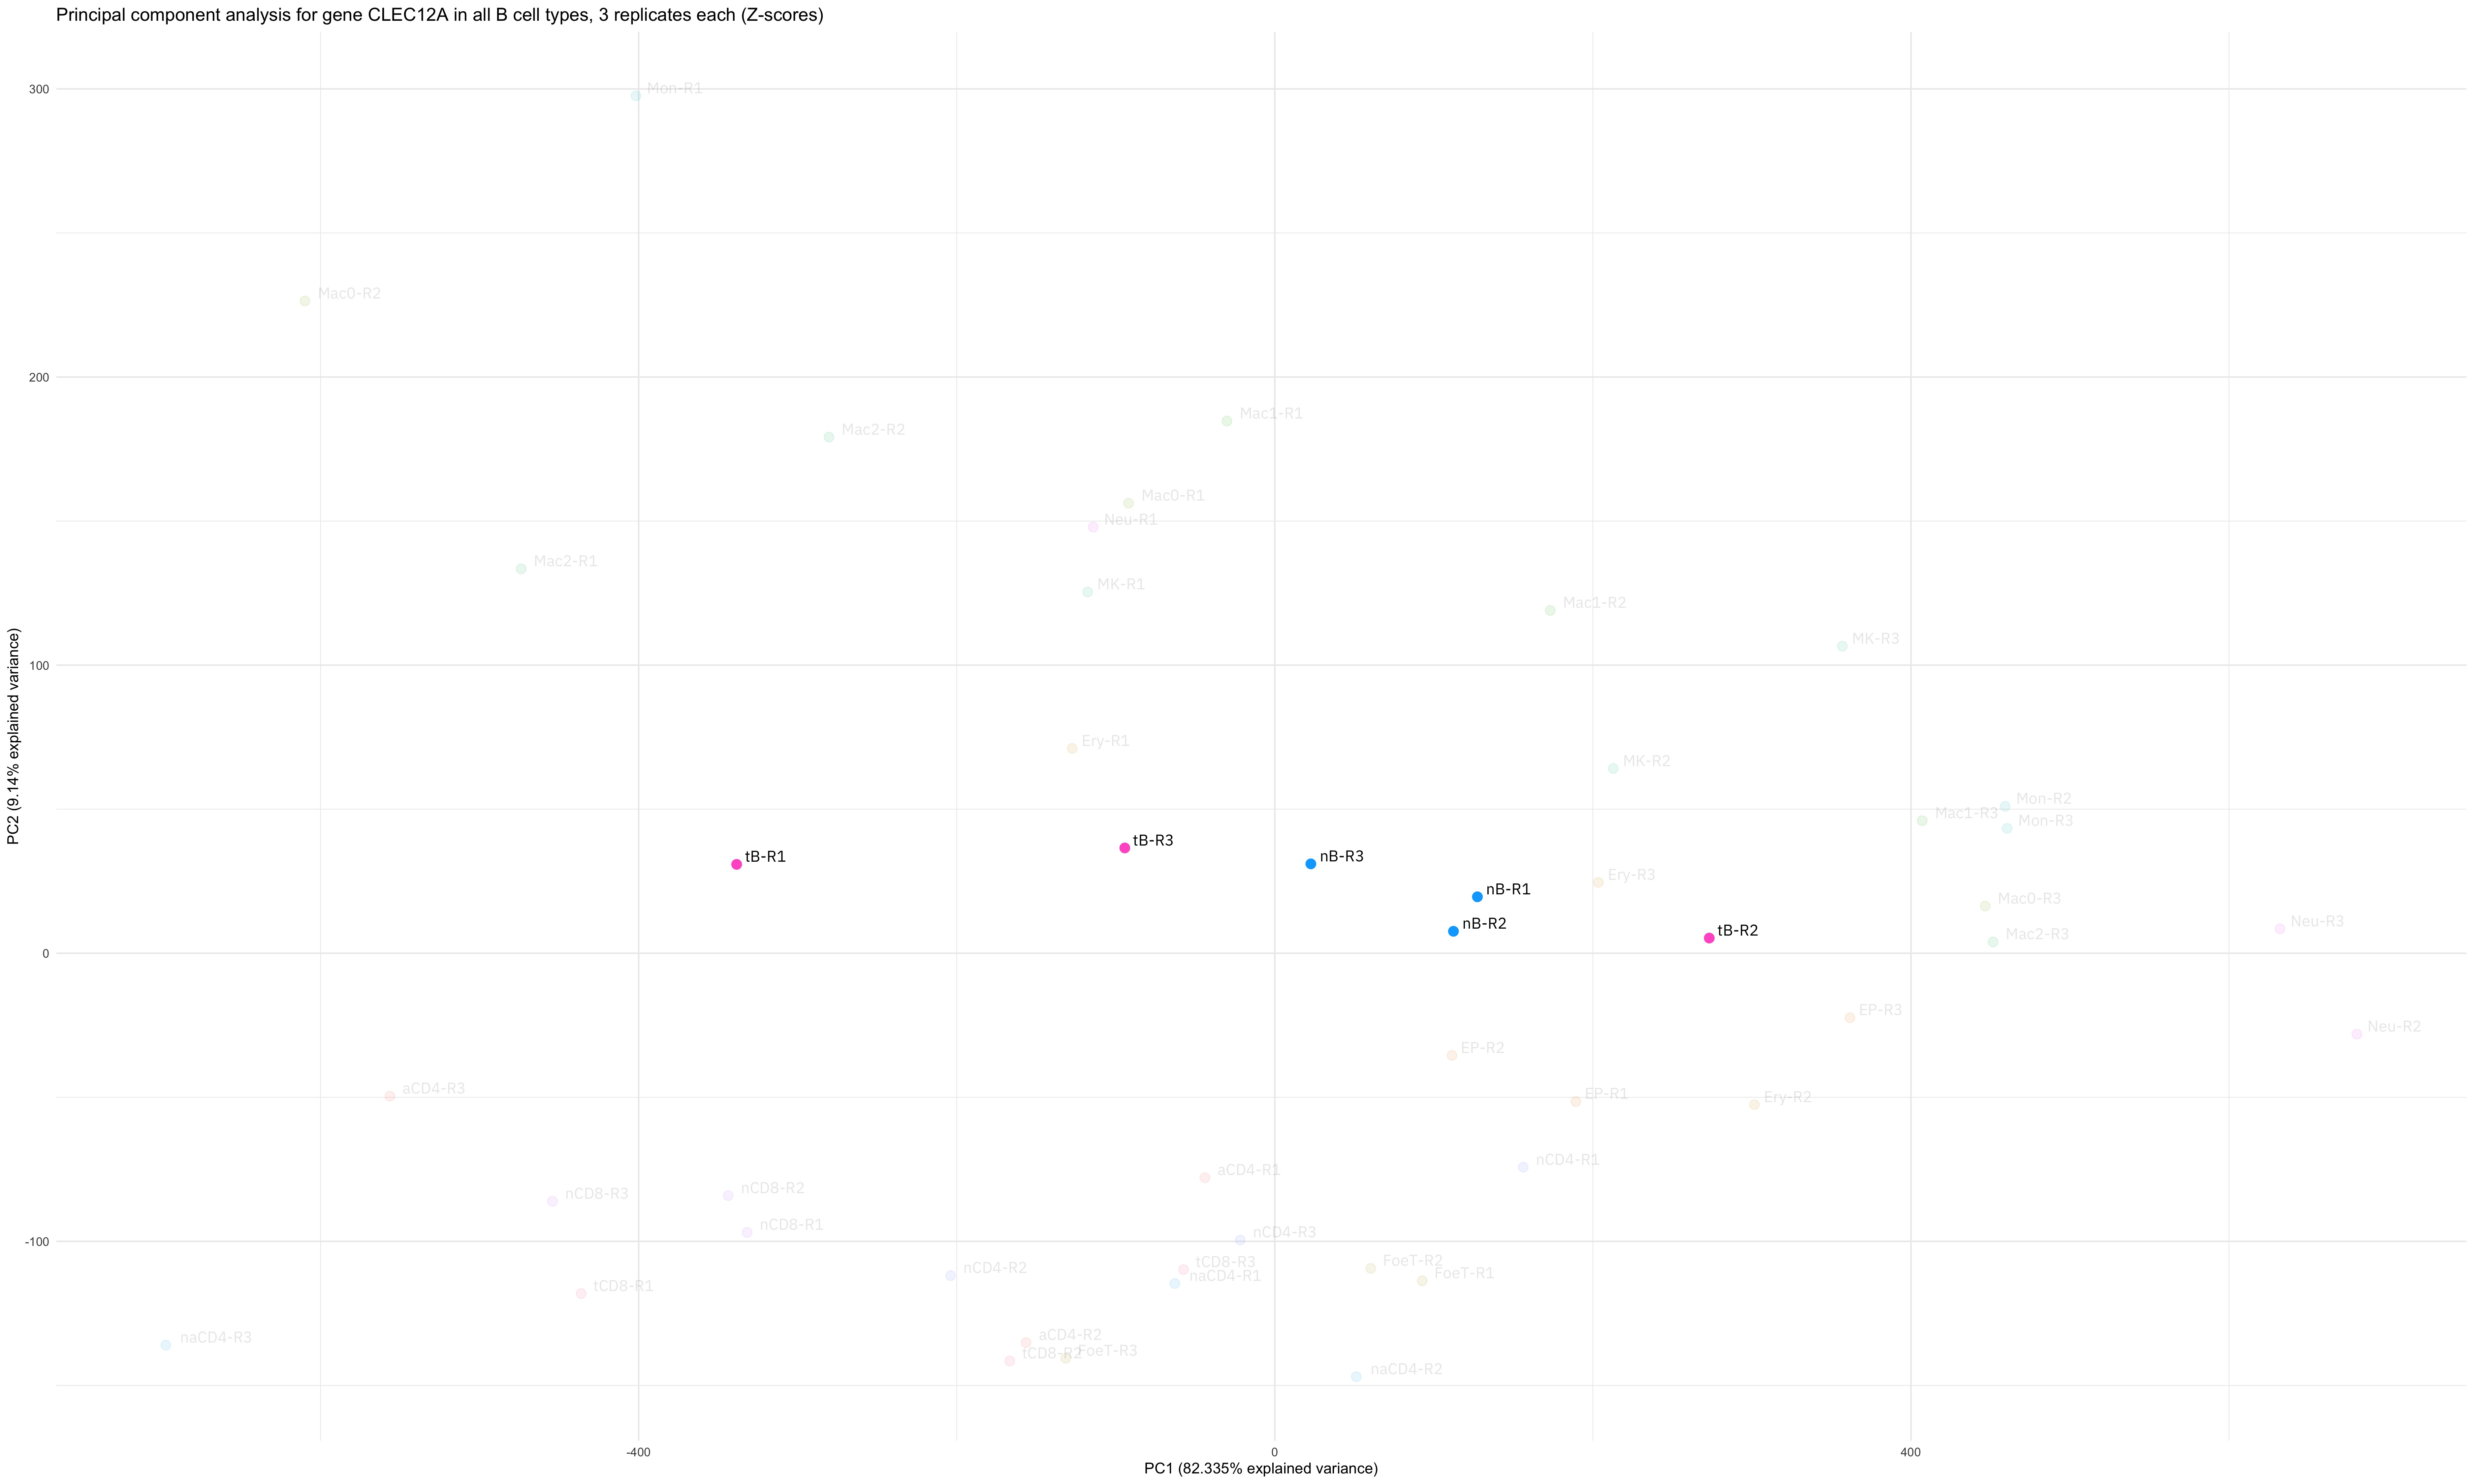 Principal component analysis for gene CLEC12A in all B cell types, 3 replicates each (Z-scores)
300
Mon-R1
Mac0-R2
200
Mac1-R1
Mac2-R2
Mac0-R1
Neu-R1
Mac2-R1
MK-R1
Mac1-R2
MK-R3
100
Ery-R1
MK-R2
Mon-R2
Mac1-R3
Mon-R3
tB-R3
tB-R1
nB-R3
Ery-R3
nB-R1
Mac0-R3
nB-R2
Neu-R3
tB-R2
Mac2-R3
0
EP-R3
Neu-R2
EP-R2
aCD4-R3
EP-R1
Ery-R2
nCD4-R1
aCD4-R1
nCD8-R2
nCD8-R3
nCD8-R1
nCD4-R3
-100
FoeT-R2
tCD8-R3
nCD4-R2
FoeT-R1
naCD4-R1
tCD8-R1
aCD4-R2
naCD4-R3
FoeT-R3
tCD8-R2
naCD4-R2
-400
0
400
PC1 (82.335% explained variance)
PC2 (9.14% explained variance)